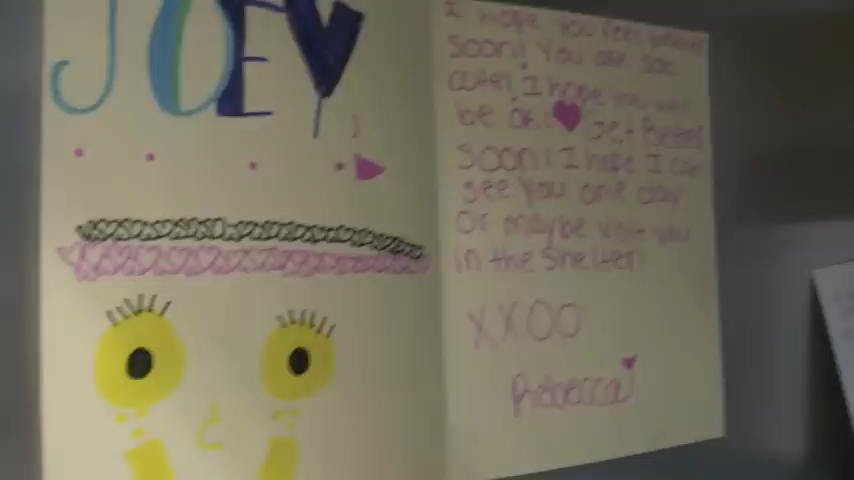 JOEY,
I hope you feel better
soon! You are soo
cute! I hope you will
be ok! Get Better
soon! I hope I can
see you one day
or maybe visit you
in the shelter
XXOO
Rebecca